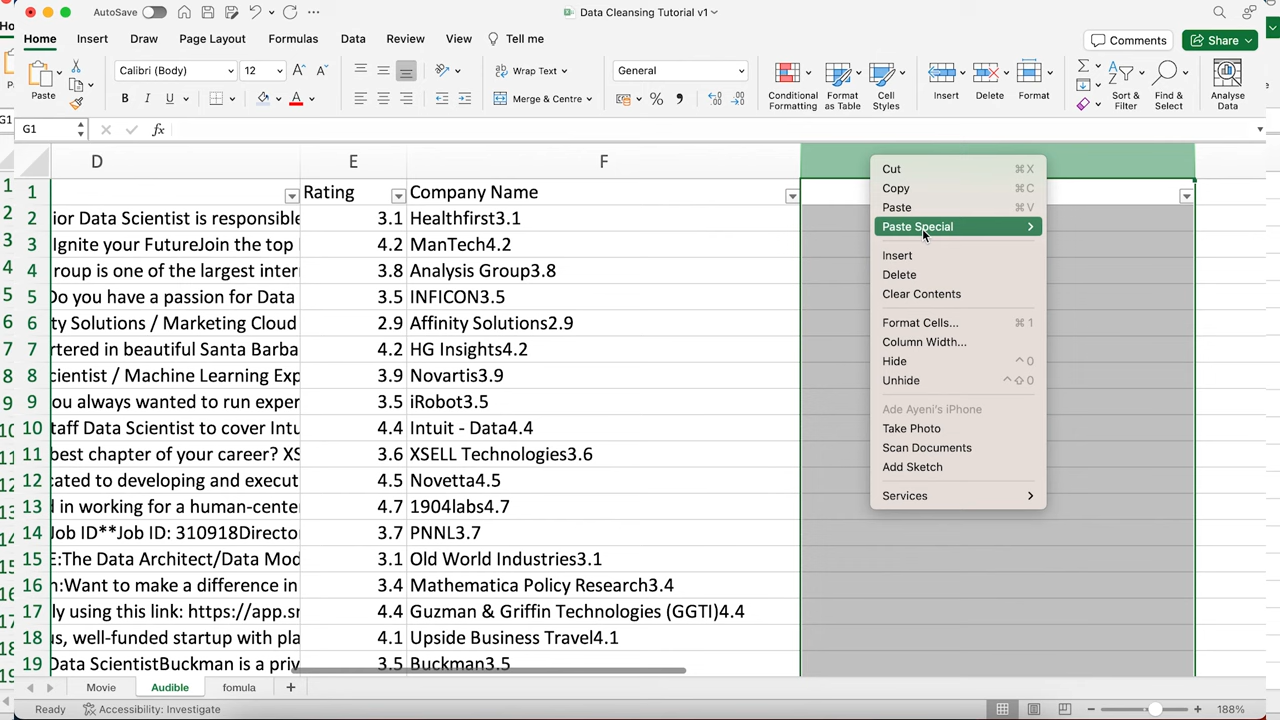 AutoSave
Data Cleansing Tutorial v1
Home Insert Draw Page Layout Formulas Data Review View Tell me Comments Share
Calibri (Body) 12 Wrap Text General
Paste B I U A Merge & Centre Conditional Formatting Format as Table Cell Styles Insert Delete Format Sort & Filter Find & Select Analyse Data
G1 fx
D E F
1 Rating Company Name
2 ior Data Scientist is responsible 3.1 Healthfirst3.1
3 Ignite your FutureJoin the top 4.2 ManTech4.2
4 roup is one of the largest inter 3.8 Analysis Group3.8
5 Do you have a passion for Data 3.5 INFICON3.5
6 ty Solutions / Marketing Cloud 2.9 Affinity Solutions2.9
7 rtered in beautiful Santa Barba 4.2 HG Insights4.2
8 cientist / Machine Learning Exp 3.9 Novartis3.9
9 ou always wanted to run exper 3.5 iRobot3.5
10 taff Data Scientist to cover Intu 4.4 Intuit - Data4.4
11 best chapter of your career? XS 3.6 XSELL Technologies3.6
12 cated to developing and execut 4.5 Novetta4.5
13 d in working for a human-cente 4.7 1904labs4.7
14 Job ID**Job ID: 310918Directo 3.7 PNNL3.7
15 E:The Data Architect/Data Mod 3.1 Old World Industries3.1
16 n:Want to make a difference in 3.4 Mathematica Policy Research3.4
17 ly using this link: https://app.sr 4.4 Guzman & Griffin Technologies (GGTI)4.4
18 us, well-funded startup with pla 4.1 Upside Business Travel4.1
19 Data ScientistBuckman is a priv 3.5 Buckman3.5
Cut ⌘X
Copy ⌘C
Paste ⌘V
Paste Special
Insert
Delete
Clear Contents
Format Cells... ⌘1
Column Width...
Hide ^0
Unhide ^⇧0
Ade Ayeni's iPhone
Take Photo
Scan Documents
Add Sketch
Services
Movie Audible fomula
Ready Accessibility: Investigate 188%